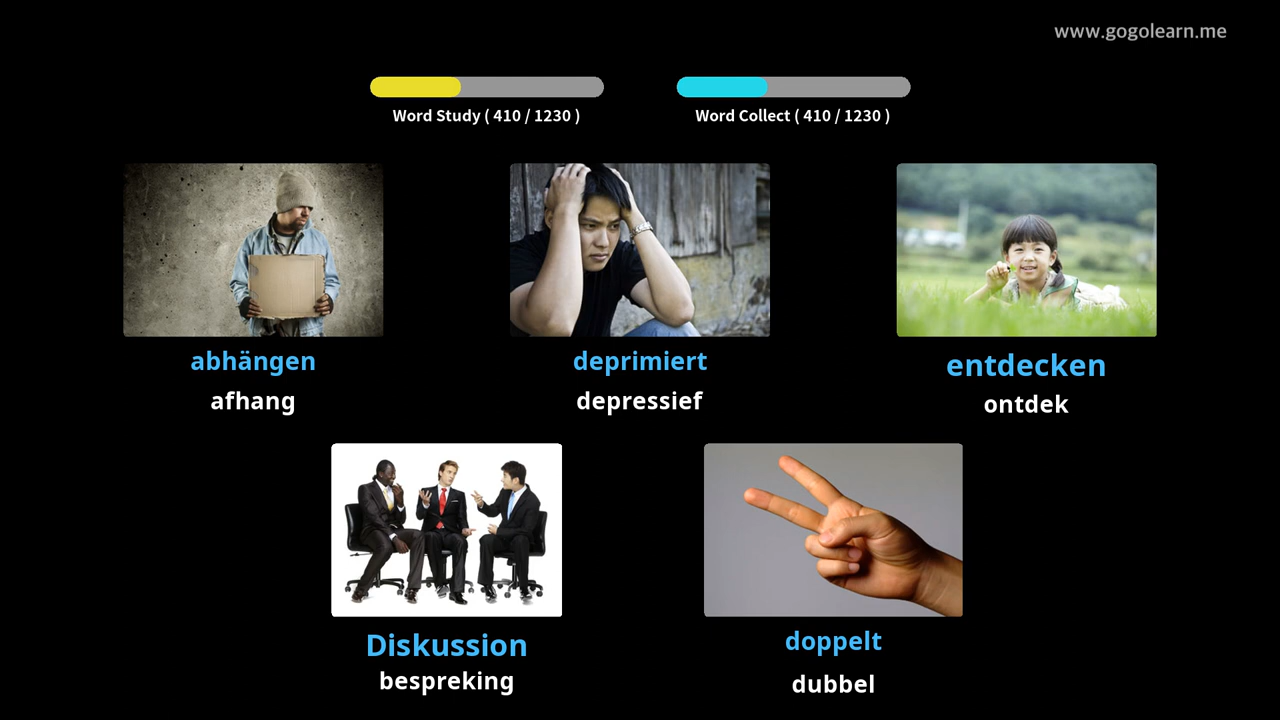 www.gogolearn.me
Word Study ( 410 / 1230 )
Word Collect ( 410 / 1230 )
abhängen
afhang
deprimiert
depressief
entdecken
ontdek
Diskussion
bespreking
doppelt
dubbel